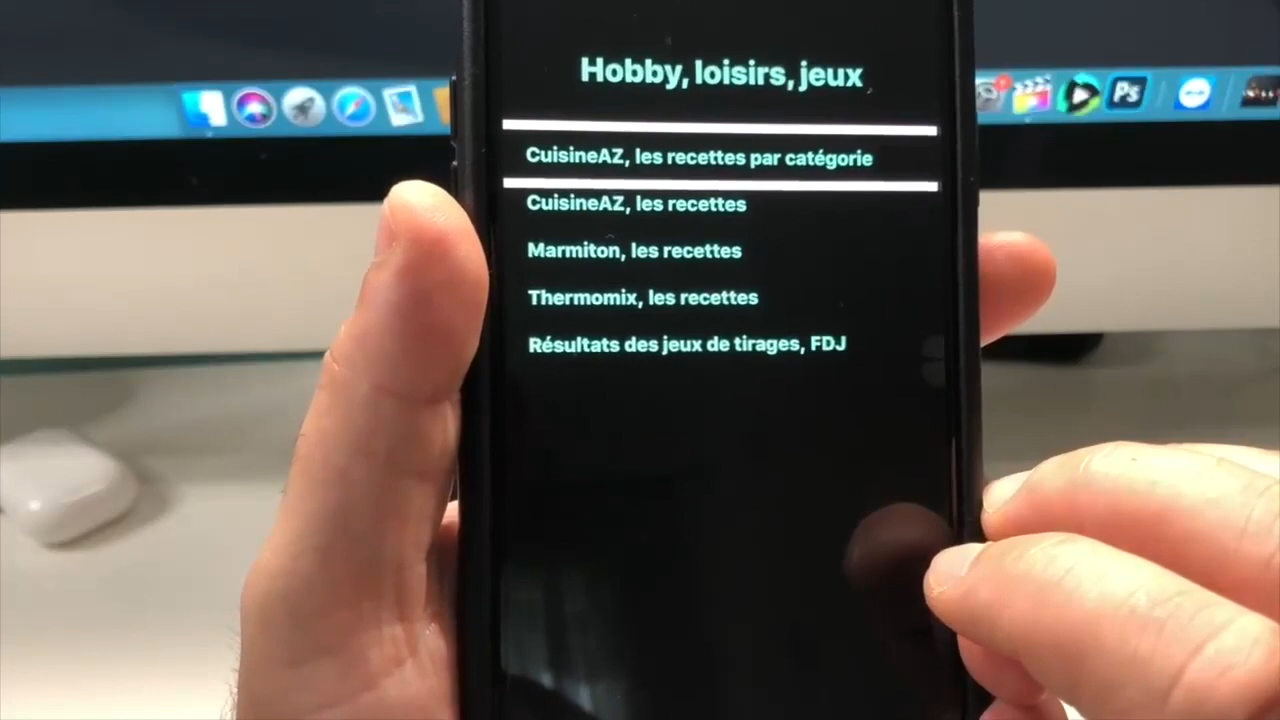 Hobby, loisirs, jeux
CuisineAZ, les recettes par catégorie
CuisineAZ, les recettes
Marmiton, les recettes
Thermomix, les recettes
Résultats des jeux de tirages, FDJ
Ps